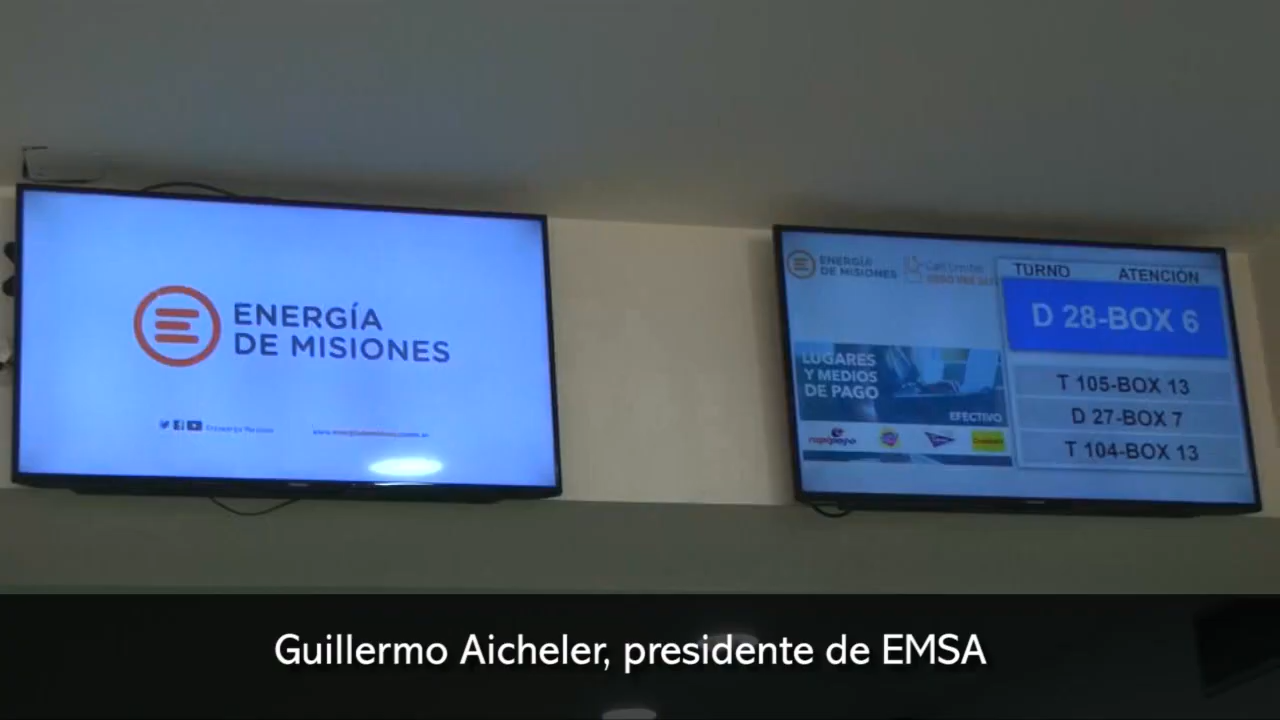 ENERGÍA
DE MISIONES
ENERGÍA
DE MISIONES
TURNO ATENCIÓN
D 28-BOX 6
T 105-BOX 13
D 27-BOX 7
T 104-BOX 13
LUGARES
Y MEDIOS
DE PAGO
EFECTIVO
rapipago
Guillermo Aicheler, presidente de EMSA